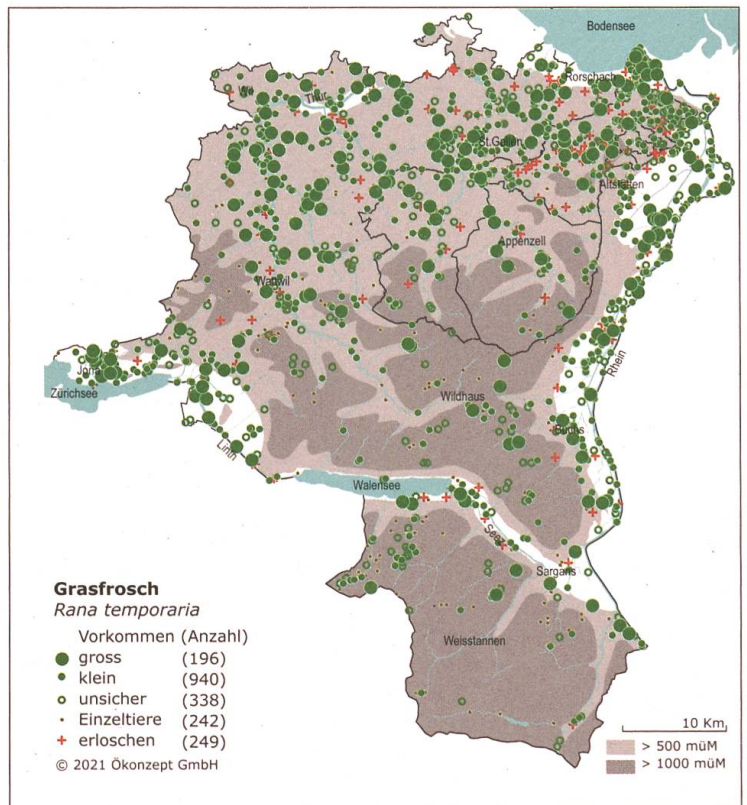 Bodensee
Rorschach
Wil
Thur
St.Gallen
Altstätten
Appenzell
Wattwil
Jona
Zürichsee
Rhein
Wildhaus
Buchs
Linth
Walensee
Seez
Sargans
Weisstannen
Grasfrosch
Rana temporaria
Vorkommen (Anzahl)
gross (196)
klein (940)
unsicher (338)
Einzeltiere (242)
erloschen (249)
© 2021 Ökonzept GmbH
10 Km
> 500 müM
> 1000 müM